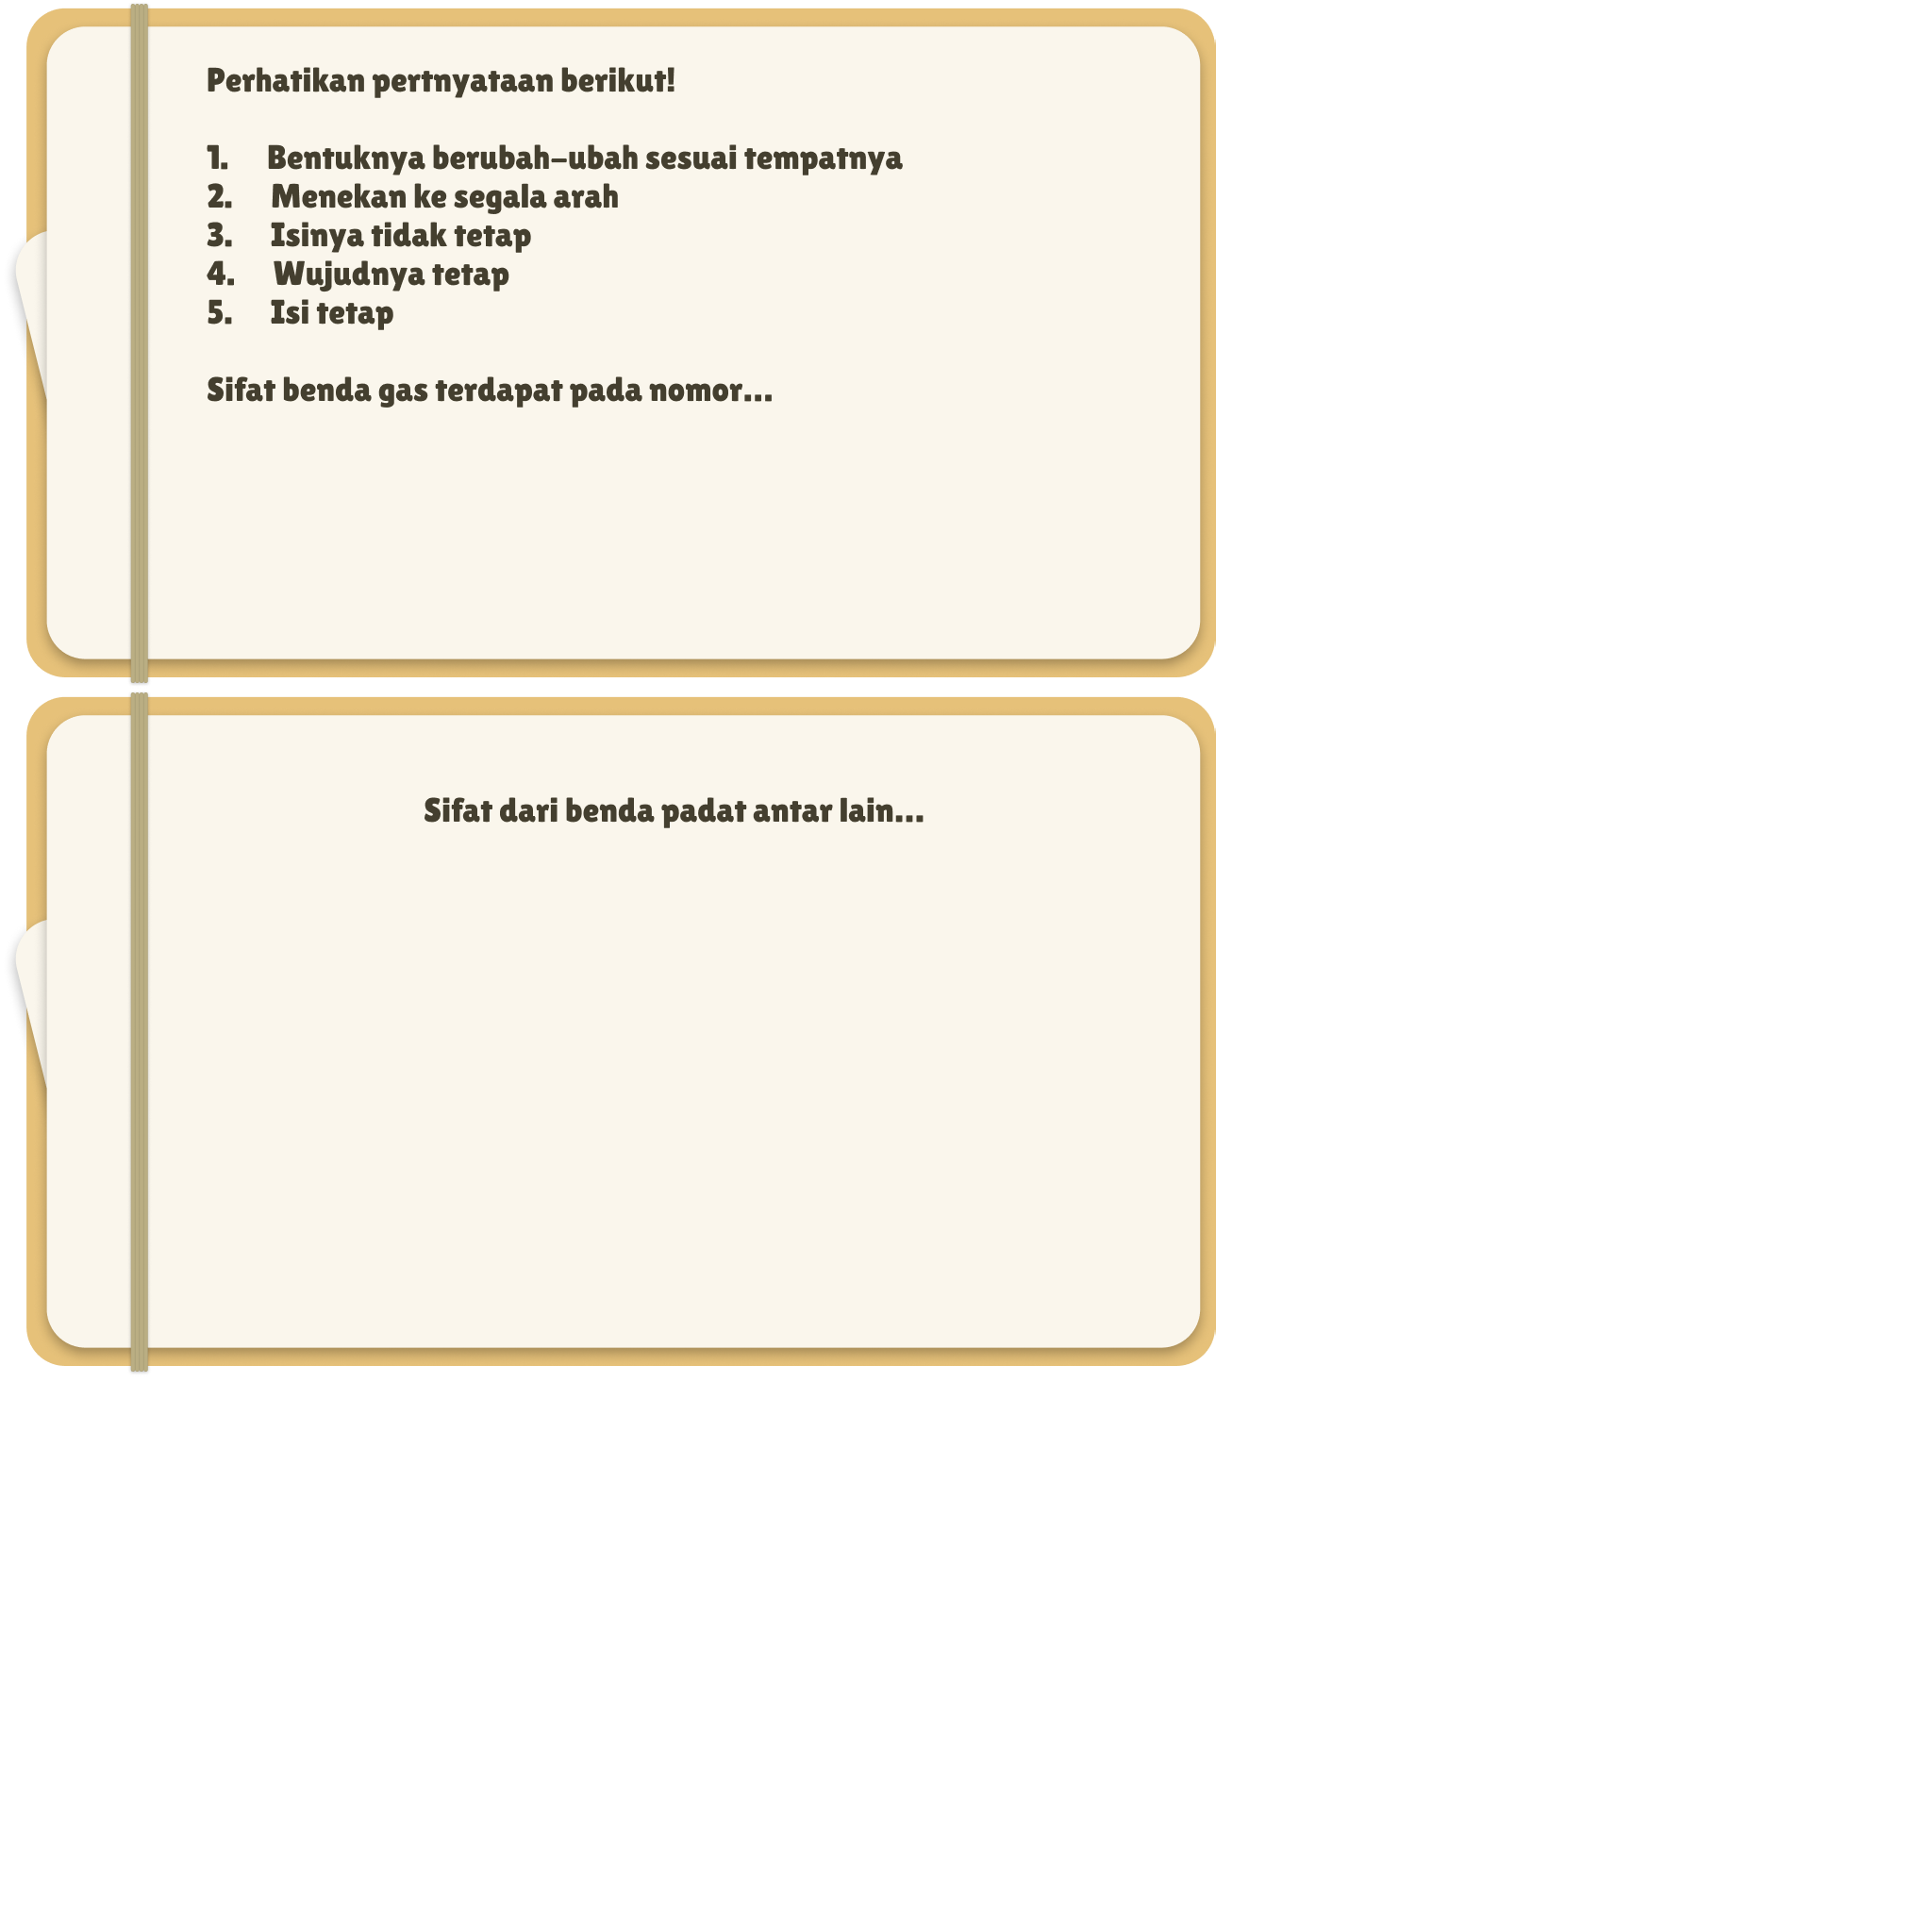 Perhatikan pertnyataan berikut!
1. Bentuknya berubah-ubah sesuai tempatnya
2. Menekan ke segala arah
3. Isinya tidak tetap
4. Wujudnya tetap
5. Isi tetap
Sifat benda gas terdapat pada nomor...
Sifat dari benda padat antar lain...